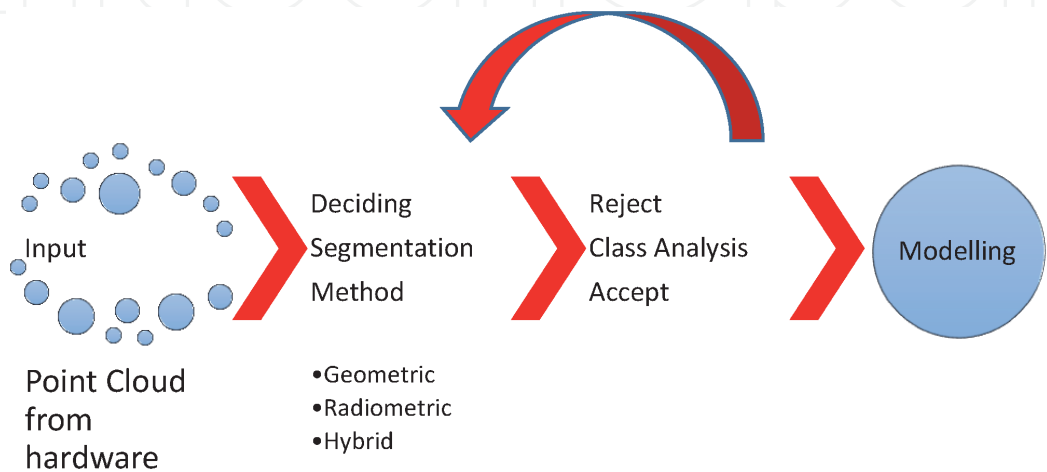 Input
Point Cloud
from
hardware
Deciding
Segmentation
Method
•Geometric
•Radiometric
•Hybrid
Reject
Class Analysis
Accept
Modelling